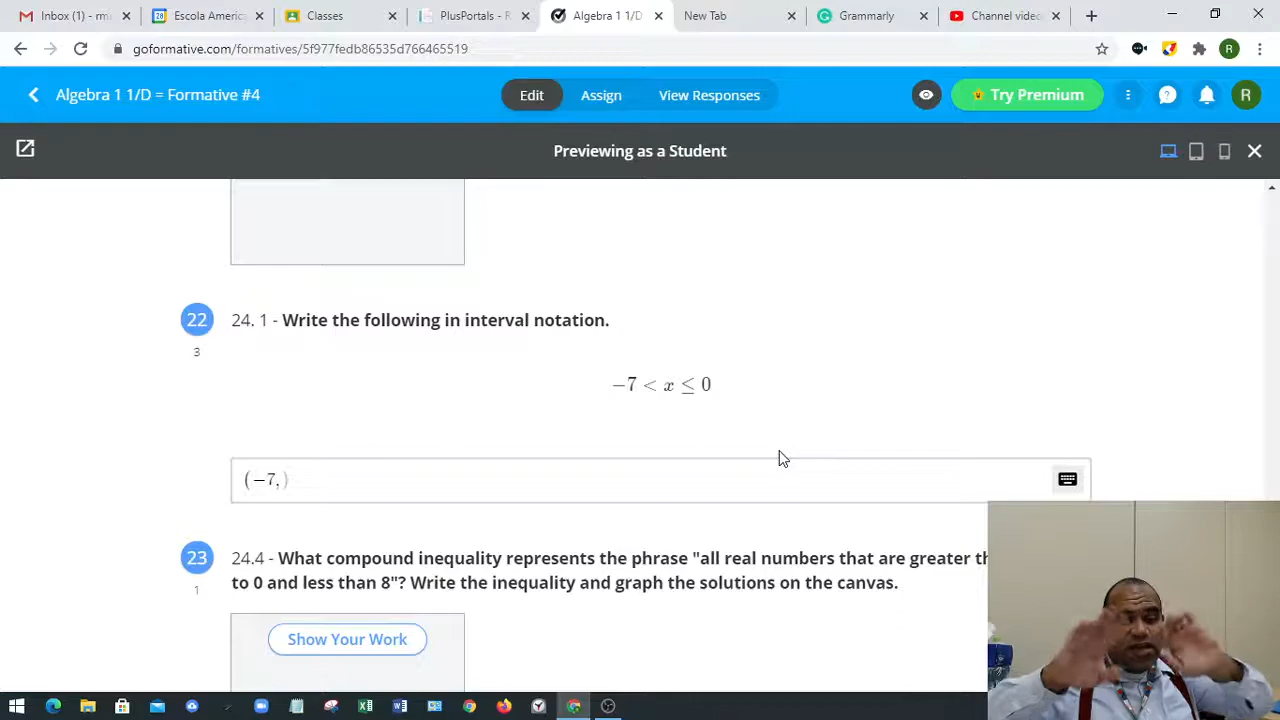 Inbox (1) - rmu
Escola America
Classes
PlusPortals - R
Algebra 1 1/D
New Tab
Grammarly
Channel video
goformative.com/formatives/5f977fedb86535d766465519
R
Algebra 1 1/D = Formative #4
Edit
Assign
View Responses
Try Premium
R
Previewing as a Student
22
24. 1 - Write the following in interval notation.
3
−7 < x ≤ 0
(−7,)
23
24.4 - What compound inequality represents the phrase "all real numbers that are greater th
to 0 and less than 8"? Write the inequality and graph the solutions on the canvas.
1
Show Your Work